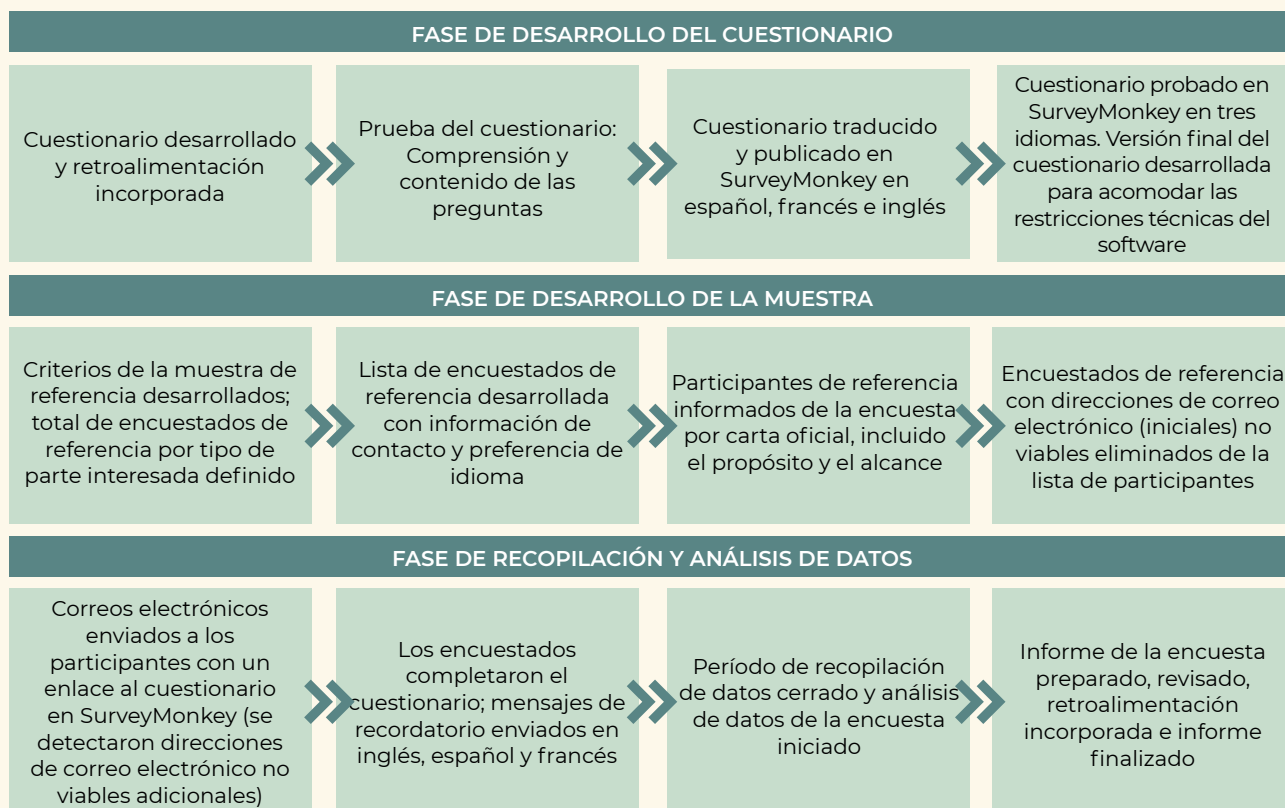 FASE DE DESARROLLO DEL CUESTIONARIO
Cuestionario desarrollado
y retroalimentación
incorporada
Prueba del cuestionario:
Comprensión y
contenido de las
preguntas
Cuestionario traducido
y publicado en
SurveyMonkey en
español, francés e inglés
Cuestionario probado en
SurveyMonkey en tres
idiomas. Versión final del
cuestionario desarrollada
para acomodar las
restricciones técnicas del
software
FASE DE DESARROLLO DE LA MUESTRA
Criterios de la muestra de
referencia desarrollados;
total de encuestados de
referencia por tipo de
parte interesada definido
Lista de encuestados de
referencia desarrollada
con información de
contacto y preferencia de
idioma
Participantes de referencia
informados de la encuesta
por carta oficial, incluido
el propósito y el alcance
Encuestados de referencia
con direcciones de correo
electrónico (iniciales) no
viables eliminados de la
lista de participantes
FASE DE RECOPILACIÓN Y ANÁLISIS DE DATOS
Correos electrónicos
enviados a los
participantes con un
enlace al cuestionario
en SurveyMonkey (se
detectaron direcciones
de correo electrónico no
viables adicionales)
Los encuestados
completaron el
cuestionario; mensajes de
recordatorio enviados en
inglés, español y francés
Período de recopilación
de datos cerrado y análisis
de datos de la encuesta
iniciado
Informe de la encuesta
preparado, revisado,
retroalimentación
incorporada e informe
finalizado